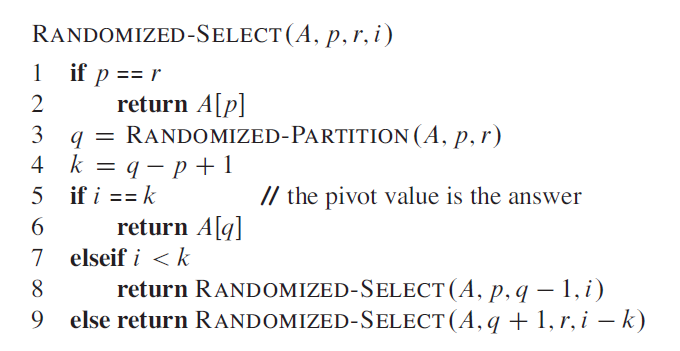 RANDOMIZED-SELECT(A, p, r, i)
1 if p == r
2 return A[p]
3 q = RANDOMIZED-PARTITION(A, p, r)
4 k = q − p + 1
5 if i == k // the pivot value is the answer
6 return A[q]
7 elseif i < k
8 return RANDOMIZED-SELECT(A, p, q − 1, i)
9 else return RANDOMIZED-SELECT(A, q + 1, r, i − k)